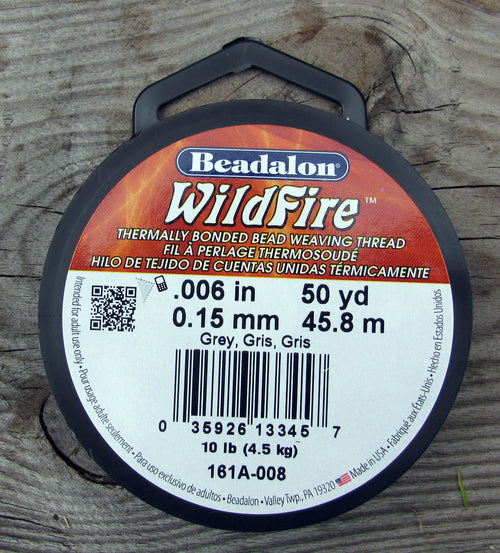 Beadalon®
WildFire™
THERMALLY BONDED BEAD WEAVING THREAD
FIL À PERLAGE THERMOSOUDÉ
HILO DE TEJIDO DE CUENTAS UNIDAS TÉRMICAMENTE
.006 in 50 yd
0.15 mm 45.8 m
Grey, Gris, Gris
0 35926 13345 7
10 lb (4.5 kg)
161A-008
Intended for adult use only • Pour usage adulte seulement • Para uso exclusivo de adultos • Beadalon • Valley Twp., PA 19320 Made in USA • Fabriqué aux États-Unis • Hecho en Estados Unidos